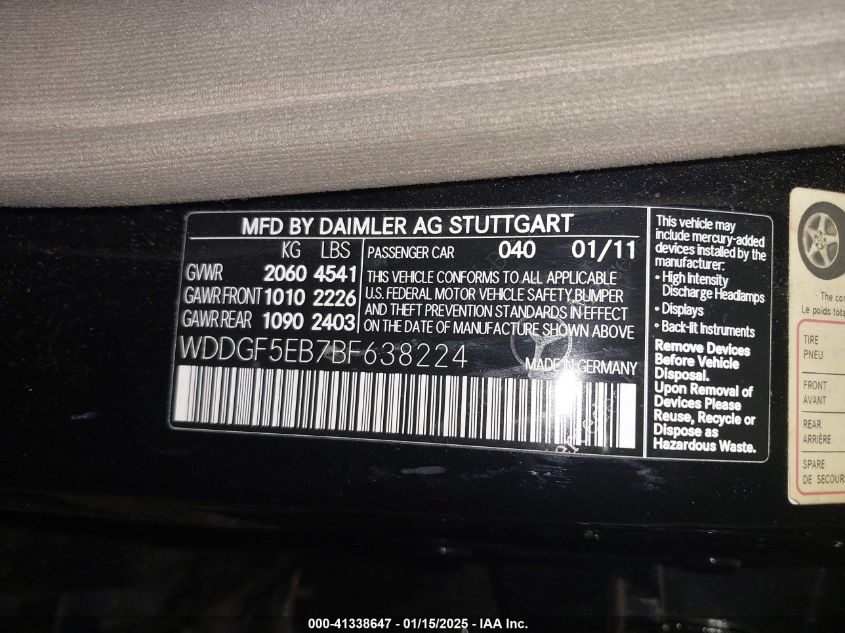 MFD BY DAIMLER AG STUTTGART
KG LBS
GVWR 2060 4541
GAWR FRONT 1010 2226
GAWR REAR 1090 2403
PASSENGER CAR 040 01/11
THIS VEHICLE CONFORMS TO ALL APPLICABLE
U.S. FEDERAL MOTOR VEHICLE SAFETY, BUMPER
AND THEFT PREVENTION STANDARDS IN EFFECT
ON THE DATE OF MANUFACTURE SHOWN ABOVE
WDDGF5EB7BF638224
MADE IN GERMANY
This vehicle may
include mercury-added
devices installed by the
manufacturer:
• High Intensity
Discharge Headlamps
• Displays
• Back-lit Instruments
Remove Devices
Before Vehicle
Disposal.
Upon Removal of
Devices Please
Reuse, Recycle or
Dispose as
Hazardous Waste.
The
Le poids
TIRE
PNEU
FRONT
AVANT
REAR
ARRIÈRE
SPARE
DE
000-41338647 - 01/15/2025 - IAA Inc.